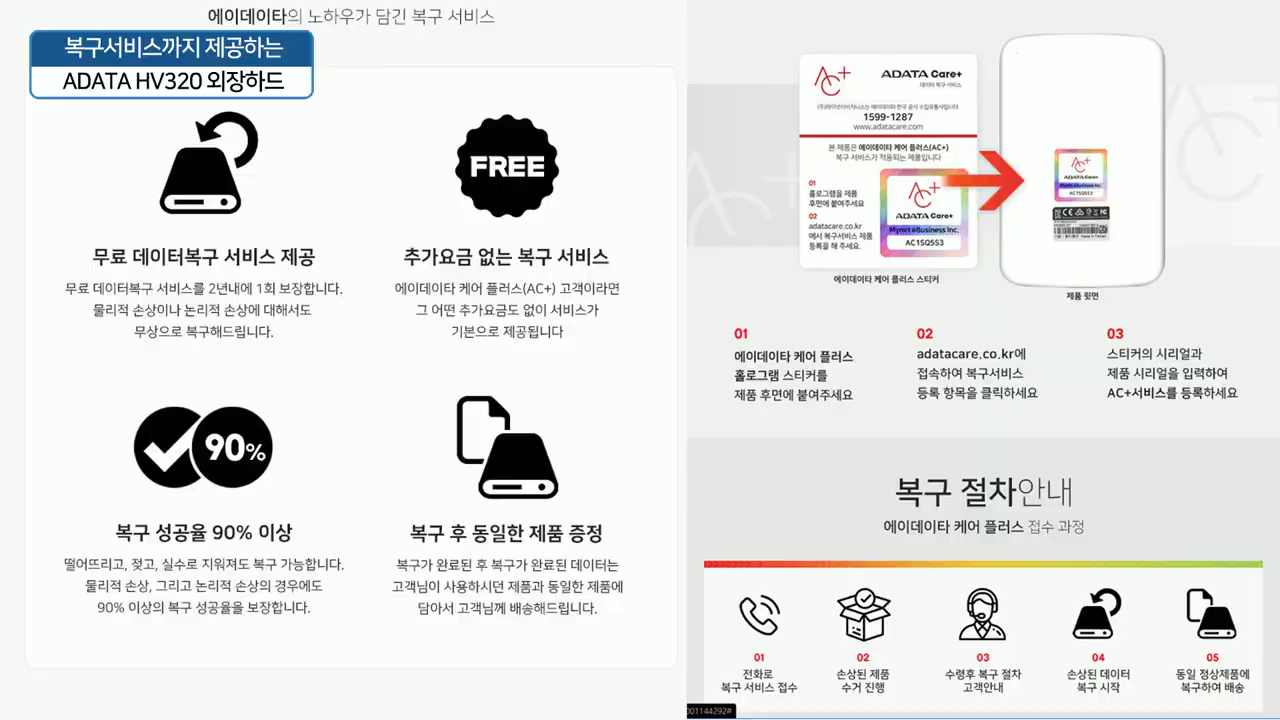 에이데이타의 노하우가 담긴 복구 서비스
복구서비스까지 제공하는
ADATA HV320 외장하드
FREE
무료 데이터복구 서비스 제공
무료 데이터복구 서비스를 2년내에 1회 보장합니다.
물리적 손상이나 논리적 손상에 대해서도
무상으로 복구해드립니다.
추가요금 없는 복구 서비스
에이데이타 케어 플러스(AC+) 고객이라면
그 어떤 추가요금도 없이 서비스가
기본으로 제공됩니다
90%
복구 성공율 90% 이상
떨어뜨리고, 젖고, 실수로 지워져도 복구 가능합니다.
물리적 손상, 그리고 논리적 손상의 경우에도
90% 이상의 복구 성공율을 보장합니다.
복구 후 동일한 제품 증정
복구가 완료된 후 복구가 완료된 데이터는
고객님이 사용하시던 제품과 동일한 제품에
담아서 고객님께 배송해드립니다.
AC+
ADATA Care+
데이타 복구 서비스
1599-1287
www.adatacare.com
본 제품은 에이데이타 케어 플러스(AC+)
복구 서비스가 적용되는 제품입니다
01
홀로그램을 제품
후면에 붙여주세요
02
adatacare.co.kr
에서 복구서비스 제품
등록을 해 주세요.
AC+
ADATA Care+
Mynet eBusiness Inc.
AC1SQ5S3
에이데이타 케어 플러스 스티커
AC+
ADATA Care+
Mynet eBusiness Inc.
AC1SQ5S3
제품 뒷면
01
에이데이타 케어 플러스
홀로그램 스티커를
제품 후면에 붙여주세요
02
adatacare.co.kr에
접속하여 복구서비스
등록 항목을 클릭하세요
03
스티커의 시리얼과
제품 시리얼을 입력하여
AC+서비스를 등록하세요
복구 절차안내
에이데이타 케어 플러스 접수 과정
01
전화로
복구 서비스 접수
02
손상된 제품
수거 진행
03
수령후 복구 절차
고객안내
04
손상된 데이터
복구 시작
05
동일 정상제품에
복구하여 배송
001144292#